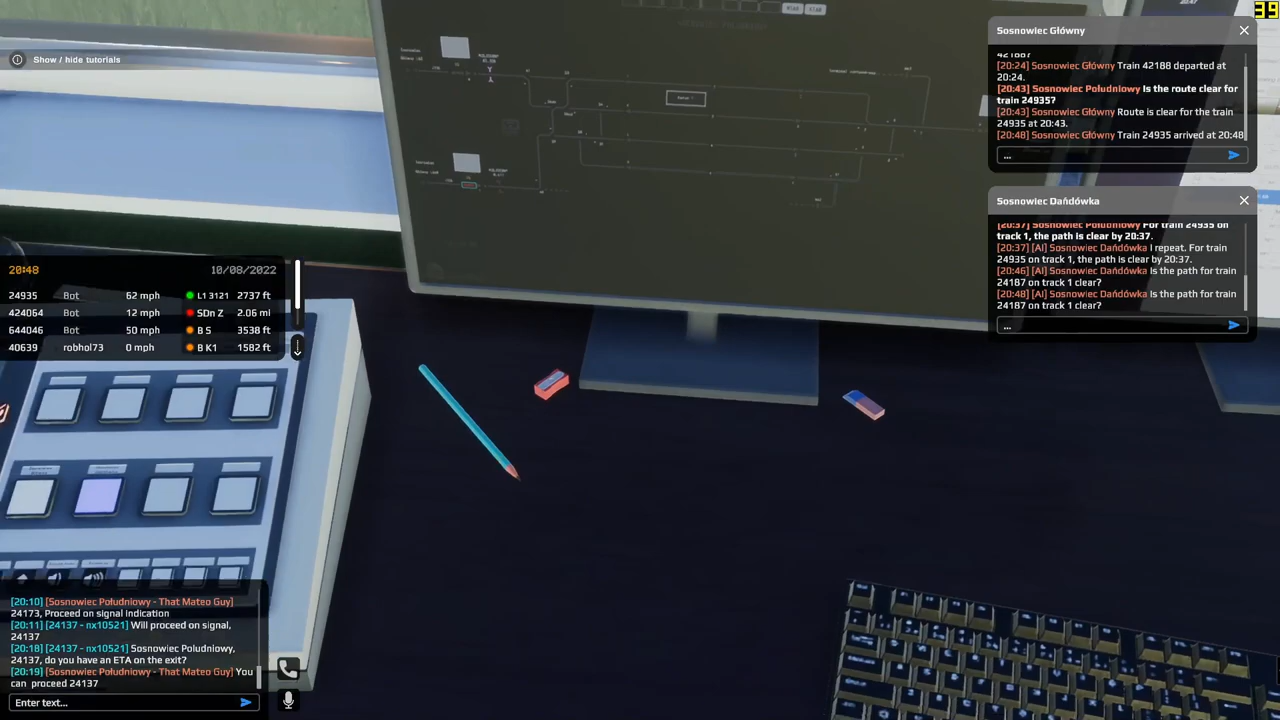 39
Show / hide tutorials
Sosnowiec Główny
[20:24] Sosnowiec Główny Train 42188 departed at
20.24.
[20:43] Sosnowiec Południowy Is the route clear for
train 24935?
[20:43] Sosnowiec Główny Route is clear for the train
24935 at 20:43.
[20:48] Sosnowiec Główny Train 24935 arrived at 20:48
...
Sosnowiec Dańdówka
[20:37] Sosnowiec Południowy For train 24935 on
track 1, the path is clear by 20:37.
[20:37] [AI] Sosnowiec Dańdówka I repeat. For train
24935 on track 1, the path is clear by 20:37.
[20:46] [AI] Sosnowiec Dańdówka Is the path for train
24187 on track 1 clear?
[20:48] [AI] Sosnowiec Dańdówka Is the path for train
24187 on track 1 clear?
...
20:48 10/08/2022
24935 Bot 62 mph L1 3121 2737 ft
424064 Bot 12 mph SDn Z 2.06 mi
644046 Bot 50 mph B S 3538 ft
40639 robhol73 0 mph B K1 1582 ft
[20:10] [Sosnowiec Południowy - That Mateo Guy]
24173, Proceed on signal indication
[20:11] [24137 - nx10521] Will proceed on signal,
24137
[20:18] [24137 - nx10521] Sosnowiec Poludniowy,
24137, do you have an ETA on the exit?
[20:19] [Sosnowiec Południowy - That Mateo Guy] You
can proceed 24137
Enter text...